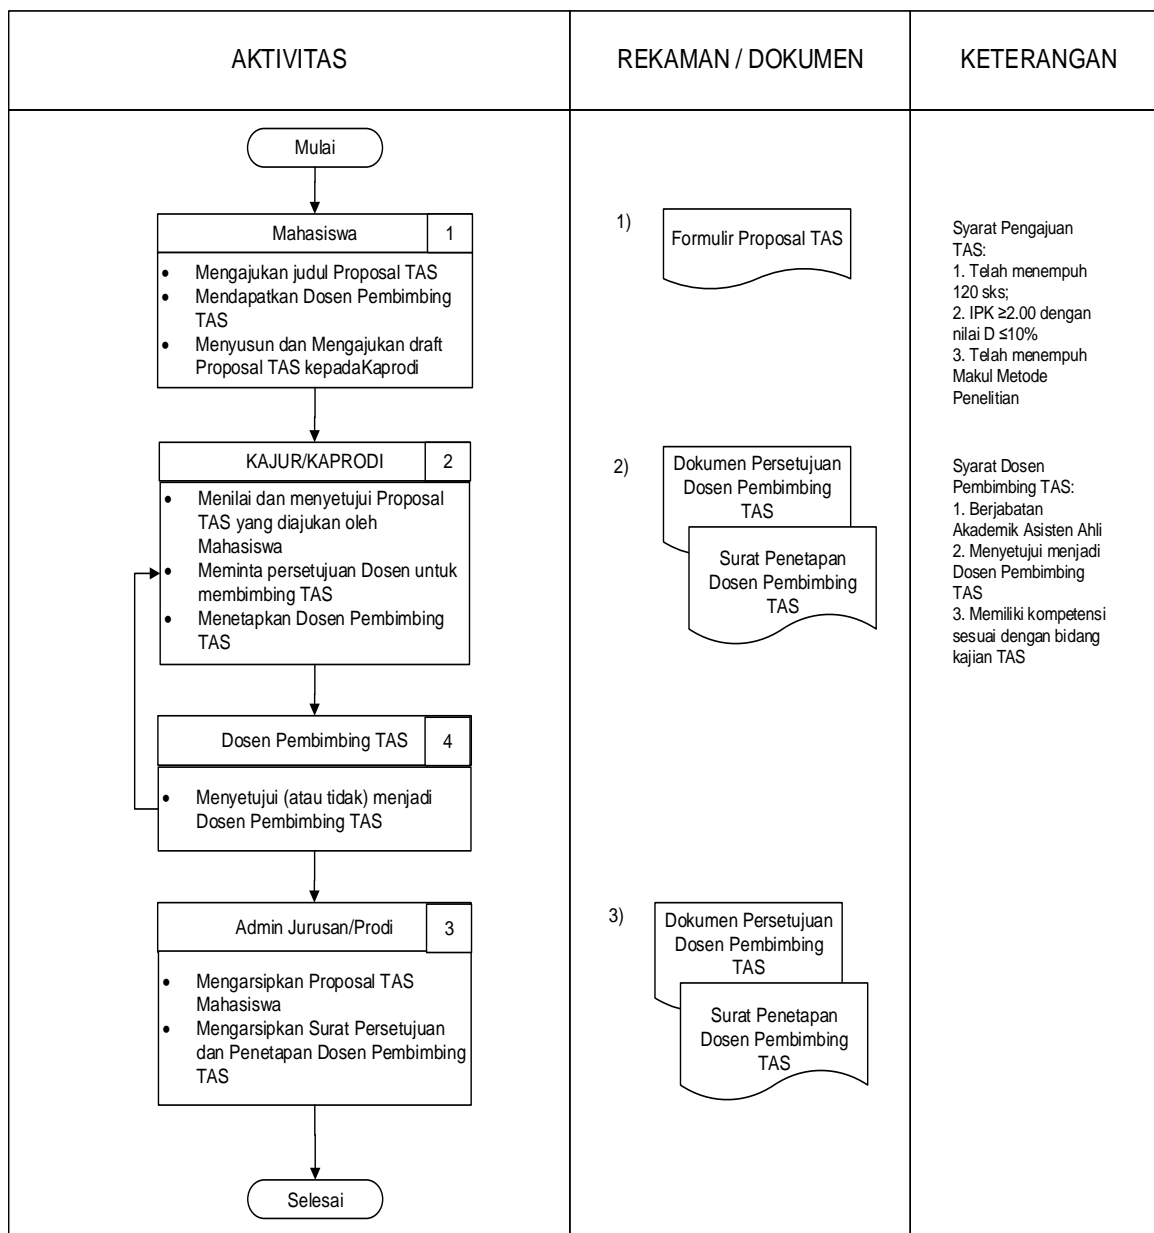 AKTIVITAS
REKAMAN / DOKUMEN
KETERANGAN
Mulai
Mahasiswa
1
• Mengajukan judul Proposal TAS
• Mendapatkan Dosen Pembimbing
TAS
• Menyusun dan Mengajukan draft
Proposal TAS kepadaKaprodi
1)
Formulir Proposal TAS
Syarat Pengajuan
TAS:
1. Telah menempuh
120 sks;
2. IPK ≥2.00 dengan
nilai D ≤10%
3. Telah menempuh
Makul Metode
Penelitian
KAJUR/KAPRODI
2
• Menilai dan menyetujui Proposal
TAS yang diajukan oleh
Mahasiswa
• Meminta persetujuan Dosen untuk
membimbing TAS
• Menetapkan Dosen Pembimbing
TAS
2)
Dokumen Persetujuan
Dosen Pembimbing
TAS
Surat Penetapan
Dosen Pembimbing
TAS
Syarat Dosen
Pembimbing TAS:
1. Berjabatan
Akademik Asisten Ahli
2. Menyetujui menjadi
Dosen Pembimbing
TAS
3. Memiliki kompetensi
sesuai dengan bidang
kajian TAS
Dosen Pembimbing TAS
4
• Menyetujui (atau tidak) menjadi
Dosen Pembimbing TAS
Admin Jurusan/Prodi
3
• Mengarsipkan Proposal TAS
Mahasiswa
• Mengarsipkan Surat Persetujuan
dan Penetapan Dosen Pembimbing
TAS
3)
Dokumen Persetujuan
Dosen Pembimbing
TAS
Surat Penetapan
Dosen Pembimbing
TAS
Selesai